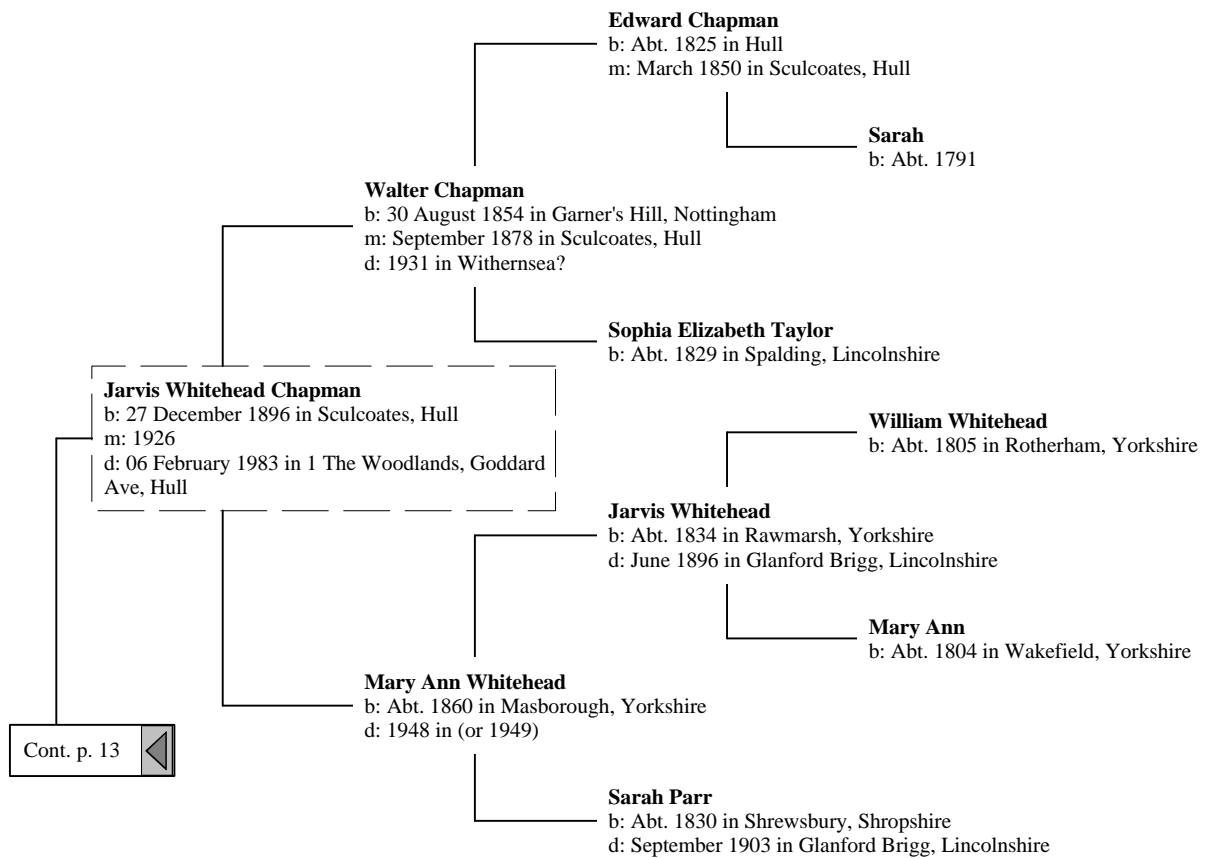 Edward Chapman
b: Abt. 1825 in Hull
m: March 1850 in Sculcoates, Hull
Sarah
b: Abt. 1791
Walter Chapman
b: 30 August 1854 in Garner's Hill, Nottingham
m: September 1878 in Sculcoates, Hull
d: 1931 in Withernsea?
Sophia Elizabeth Taylor
b: Abt. 1829 in Spalding, Lincolnshire
Jarvis Whitehead Chapman
b: 27 December 1896 in Sculcoates, Hull
m: 1926
d: 06 February 1983 in 1 The Woodlands, Goddard
Ave, Hull
William Whitehead
b: Abt. 1805 in Rotherham, Yorkshire
Jarvis Whitehead
b: Abt. 1834 in Rawmarsh, Yorkshire
d: June 1896 in Glanford Brigg, Lincolnshire
Mary Ann
b: Abt. 1804 in Wakefield, Yorkshire
Mary Ann Whitehead
b: Abt. 1860 in Masborough, Yorkshire
d: 1948 in (or 1949)
Cont. p. 13
Sarah Parr
b: Abt. 1830 in Shrewsbury, Shropshire
d: September 1903 in Glanford Brigg, Lincolnshire